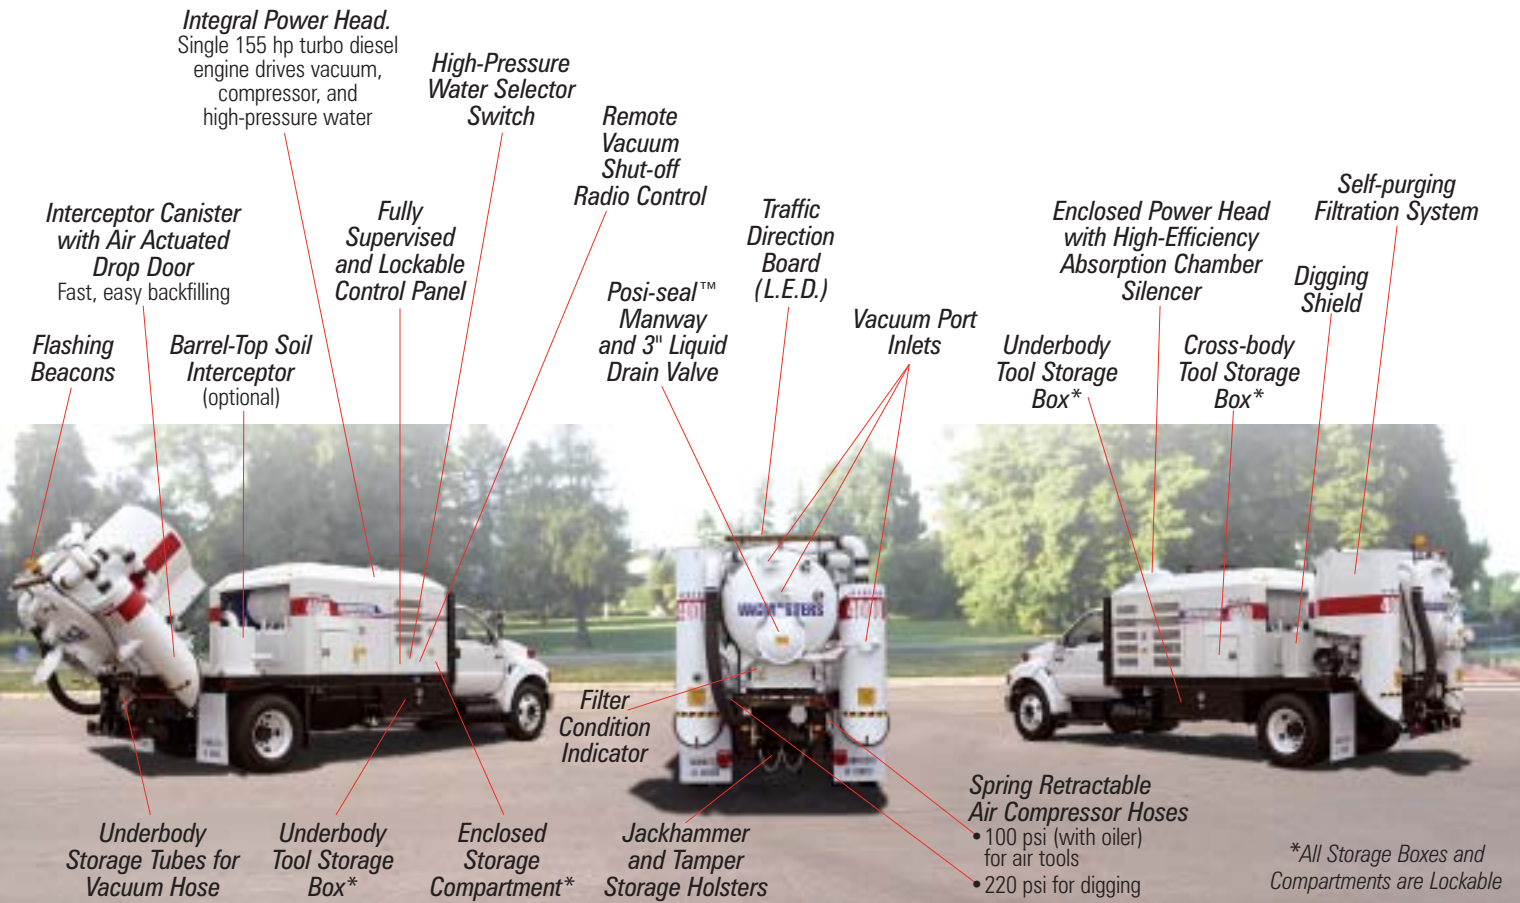 Integral Power Head.
Single 155 hp turbo diesel
engine drives vacuum,
compressor, and
high-pressure water
High-Pressure
Water Selector
Switch
Remote
Vacuum
Shut-off
Radio Control
Interceptor Canister
with Air Actuated
Drop Door
Fast, easy backfilling
Fully
Supervised
and Lockable
Control Panel
Traffic
Direction
Board
(L.E.D.)
Enclosed Power Head
with High-Efficiency
Absorption Chamber
Silencer
Self-purging
Filtration System
Digging
Shield
Flashing
Beacons
Barrel-Top Soil
Interceptor
(optional)
Posi-seal™
Manway
and 3" Liquid
Drain Valve
Vacuum Port
Inlets
Underbody
Tool Storage
Box*
Cross-body
Tool Storage
Box*
VACMASTERS
Filter
Condition
Indicator
Underbody
Storage Tubes for
Vacuum Hose
Underbody
Tool Storage
Box*
Enclosed
Storage
Compartment*
Jackhammer
and Tamper
Storage Holsters
Spring Retractable
Air Compressor Hoses
• 100 psi (with oiler)
for air tools
• 220 psi for digging
*All Storage Boxes and
Compartments are Lockable